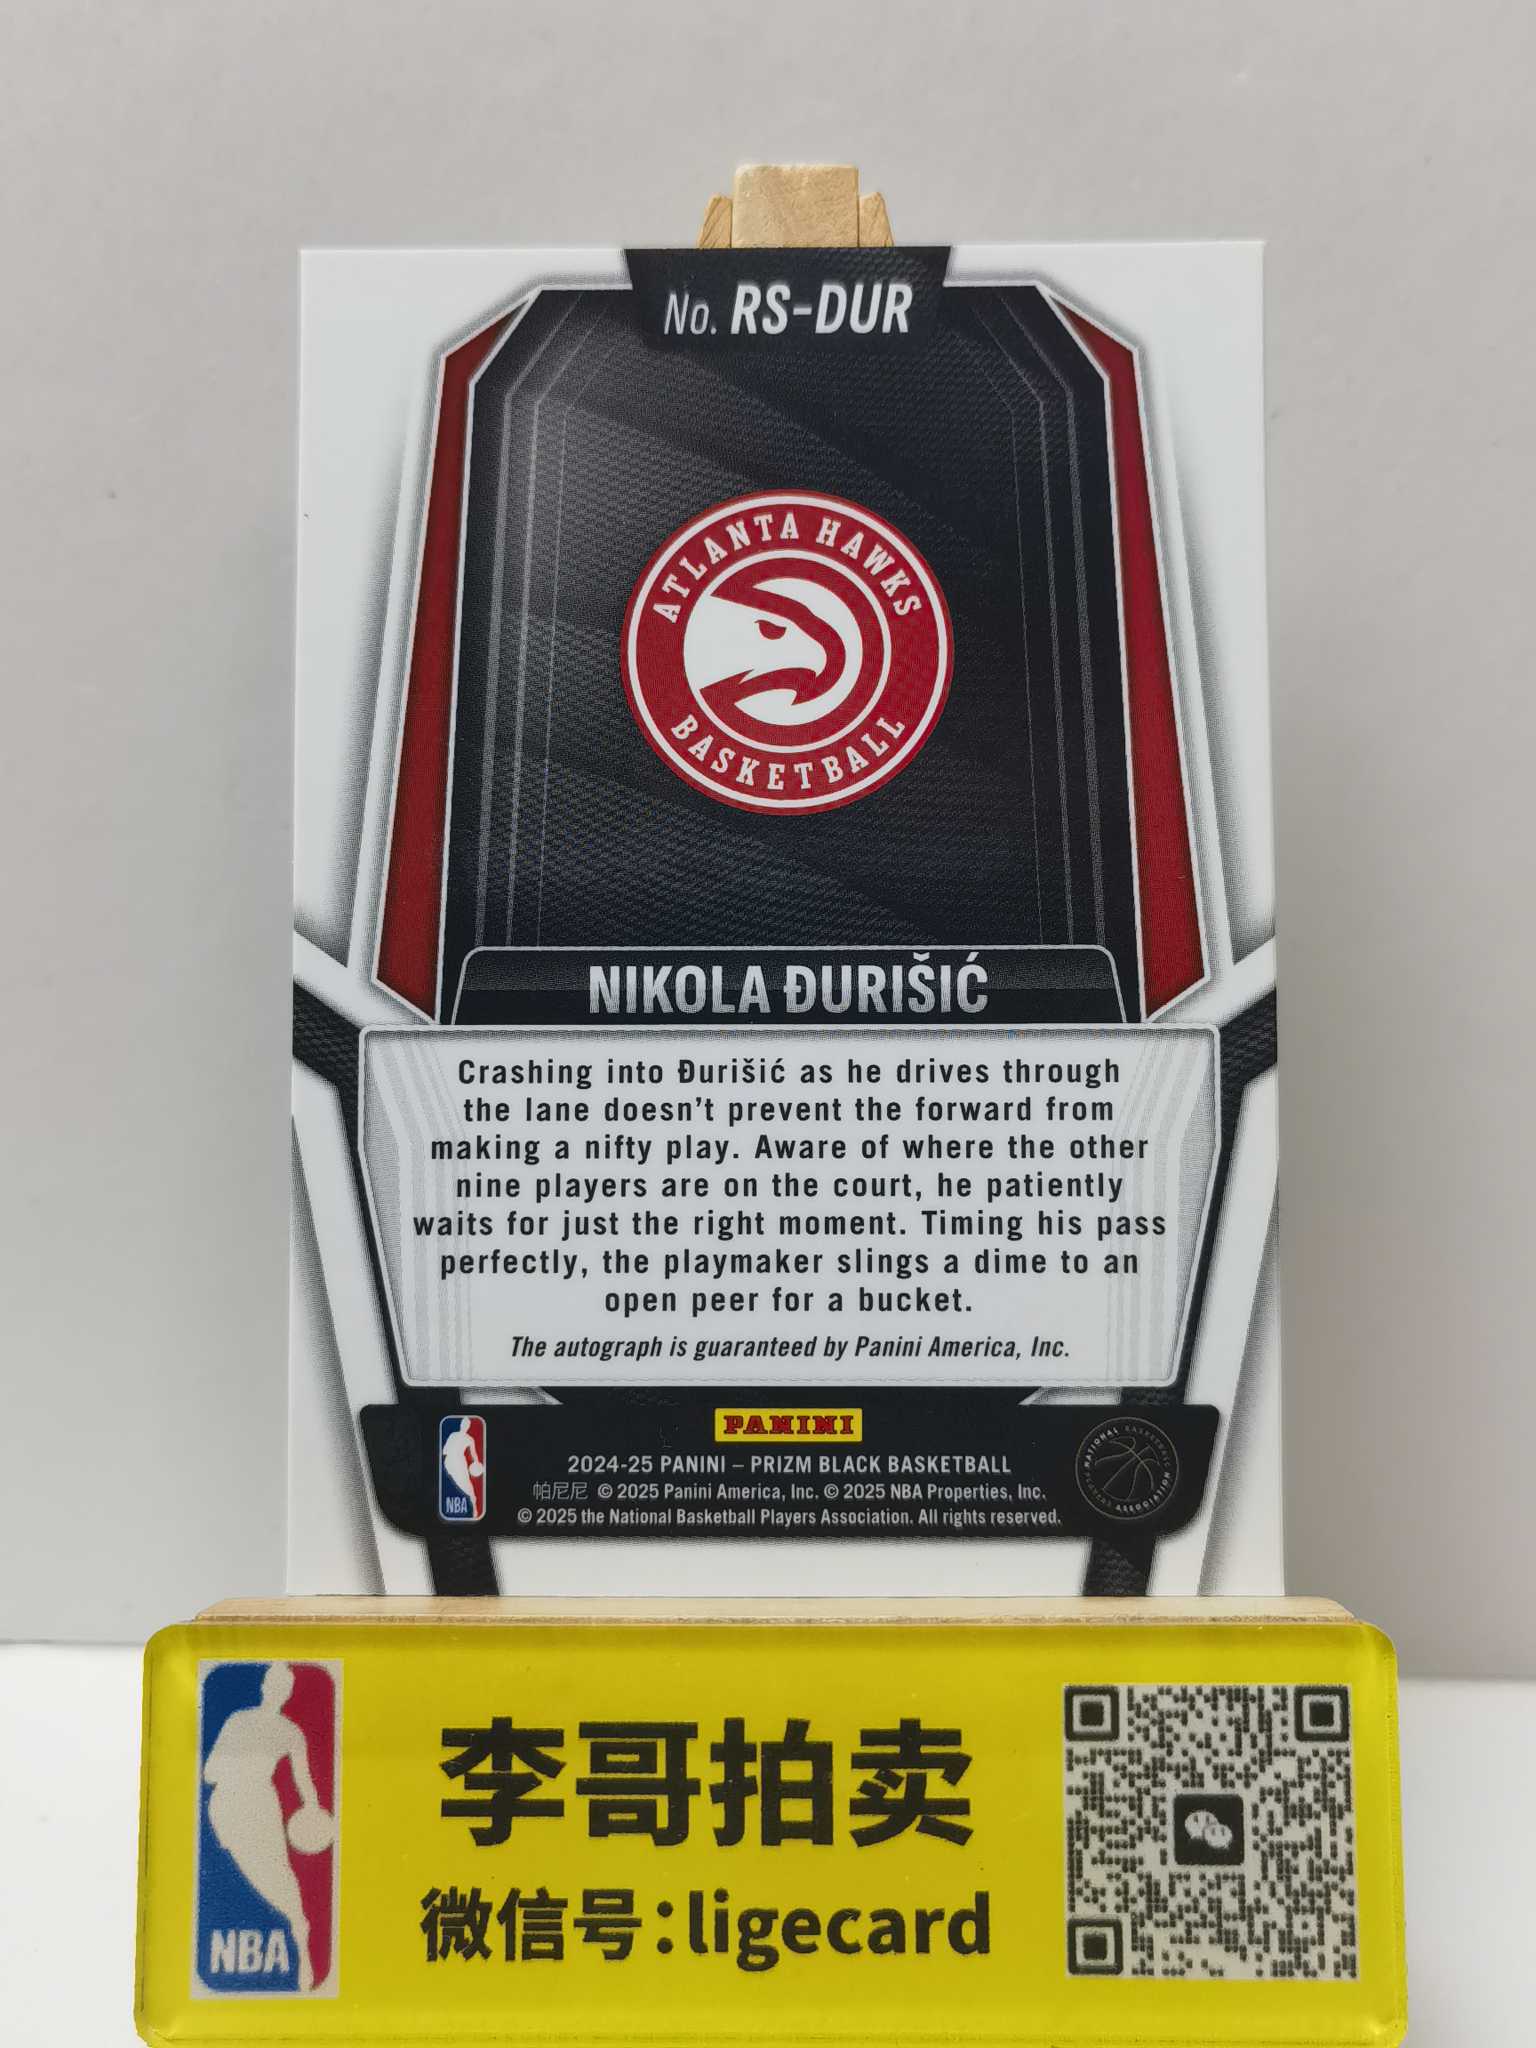 No. RS-DUR
ATLANTA HAWKS
BASKETBALL
NIKOLA ĐURIŠIĆ
Crashing into Đurišić as he drives through
the lane doesn't prevent the forward from
making a nifty play. Aware of where the other
nine players are on the court, he patiently
waits for just the right moment. Timing his pass
perfectly, the playmaker slings a dime to an
open peer for a bucket.
The autograph is guaranteed by Panini America, Inc.
PANINI
NBA
2024-25 PANINI – PRIZM BLACK BASKETBALL
帕尼尼 © 2025 Panini America, Inc. © 2025 NBA Properties, Inc.
© 2025 the National Basketball Players Association. All rights reserved.
NATIONAL BASKETBALL
PLAYERS ASSOCIATION
李哥拍卖
微信号:ligecard
NBA